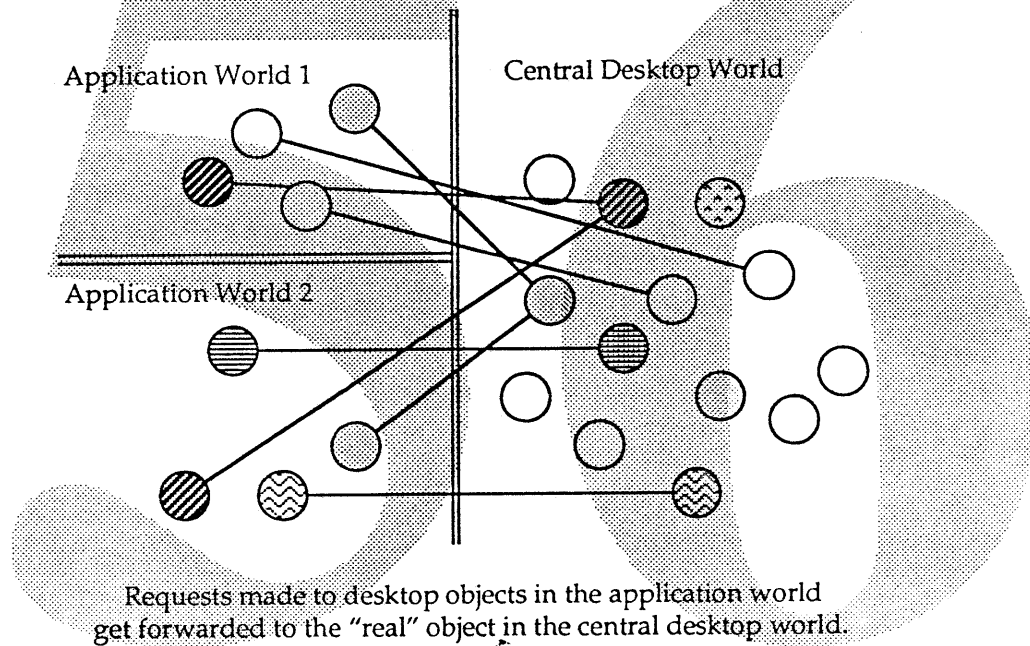 56
Application World 1
Central Desktop World
Application World 2
Requests made to desktop objects in the application world
get forwarded to the “real” object in the central desktop world.